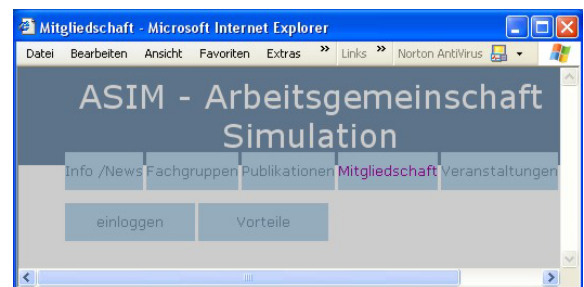 Mitgliedschaft - Microsoft Internet Explorer
Datei Bearbeiten Ansicht Favoriten Extras » Links » Norton AntiVirus
ASIM - Arbeitsgemeinschaft
Simulation
Info /News Fachgruppen Publikationen Mitgliedschaft Veranstaltungen
einloggen Vorteile